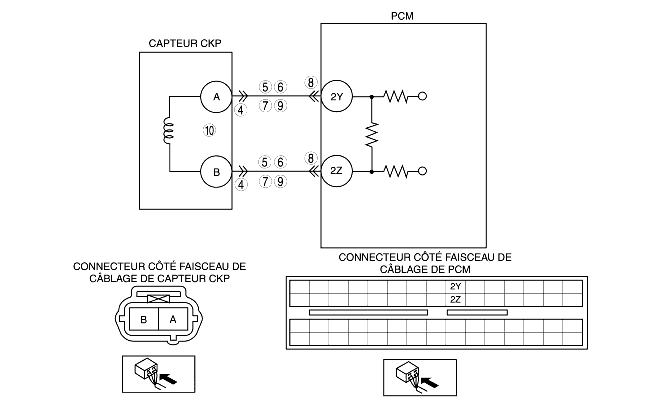 PCM
CAPTEUR CKP
A
5 6
8
2Y
4
7 9
10
B
5 6
8
2Z
4
7 9
CONNECTEUR CÔTÉ FAISCEAU DE
CÂBLAGE DE CAPTEUR CKP
B A
CONNECTEUR CÔTÉ FAISCEAU DE
CÂBLAGE DE PCM
2Y
2Z